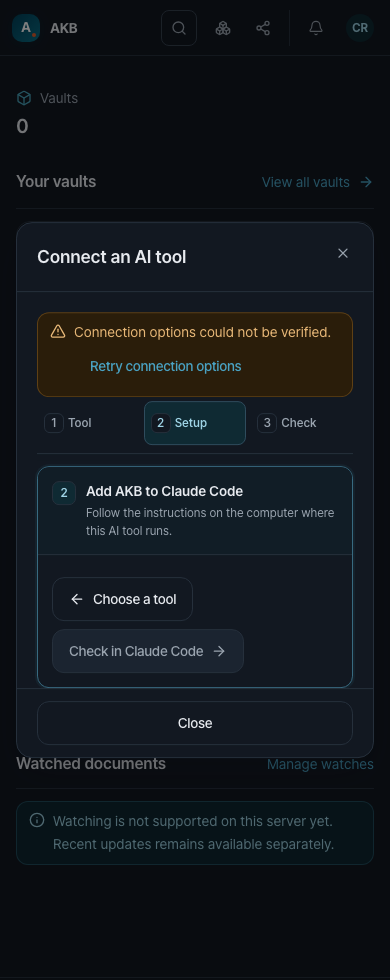 A
AKB
CR
Vaults
0
Your vaults
View all vaults
Connect an AI tool
Connection options could not be verified.
Retry connection options
1 Tool
2 Setup
3 Check
2
Add AKB to Claude Code
Follow the instructions on the computer where
this AI tool runs.
Choose a tool
Check in Claude Code
Close
Watched documents
Manage watches
Watching is not supported on this server yet.
Recent updates remains available separately.